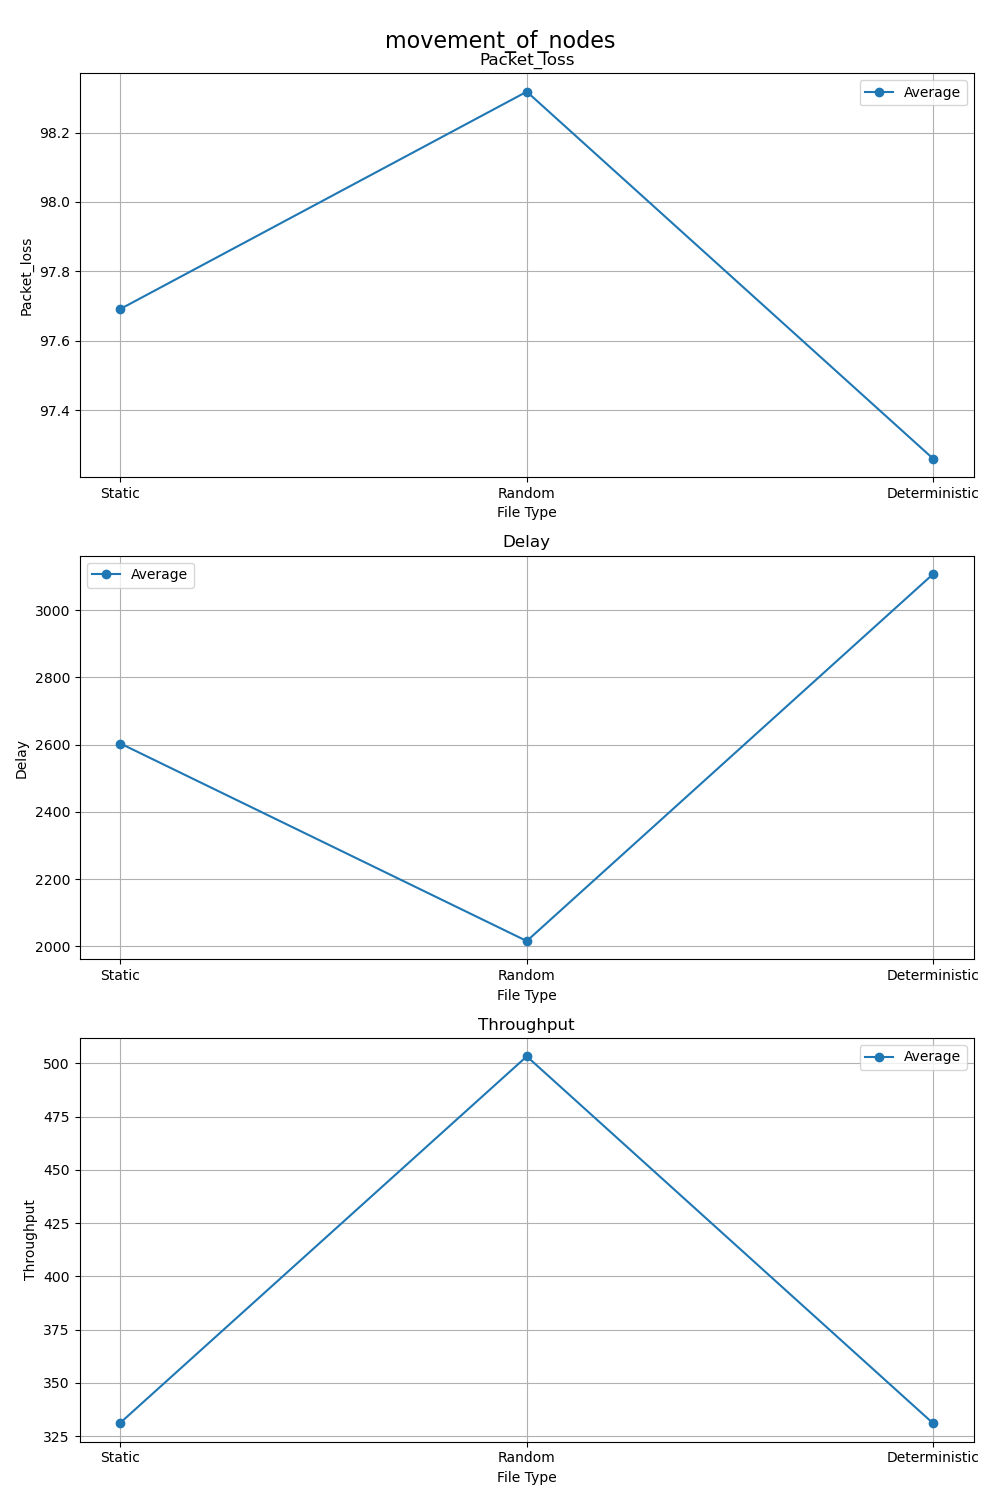 movement_of_nodes
Packet_loss
Average
98.2
98.0
97.8
97.6
97.4
Packet_loss
Static Random Deterministic
File Type
Delay
Average
3000
2800
2600
2400
2200
2000
Delay
Static Random Deterministic
File Type
Throughput
Average
500
475
450
425
400
375
350
325
Throughput
Static Random Deterministic
File Type